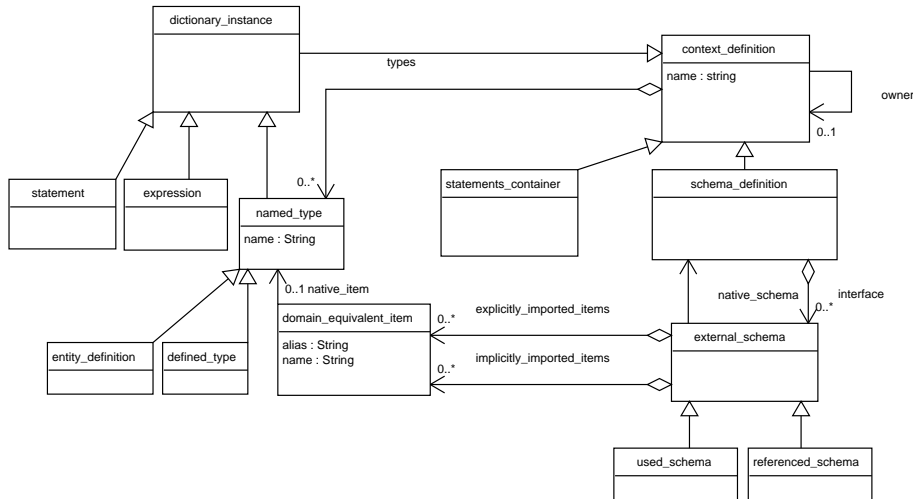 dictionary_instance
context_definition
types
name : string
owner
0..1
statement
expression
0..*
statements_container
schema_definition
named_type
name : String
0..1 native_item
native_schema
interface
0..*
domain_equivalent_item
0..*
explicitly_imported_items
external_schema
alias : String
name : String
entity_definition
defined_type
0..*
implicitly_imported_items
used_schema
referenced_schema